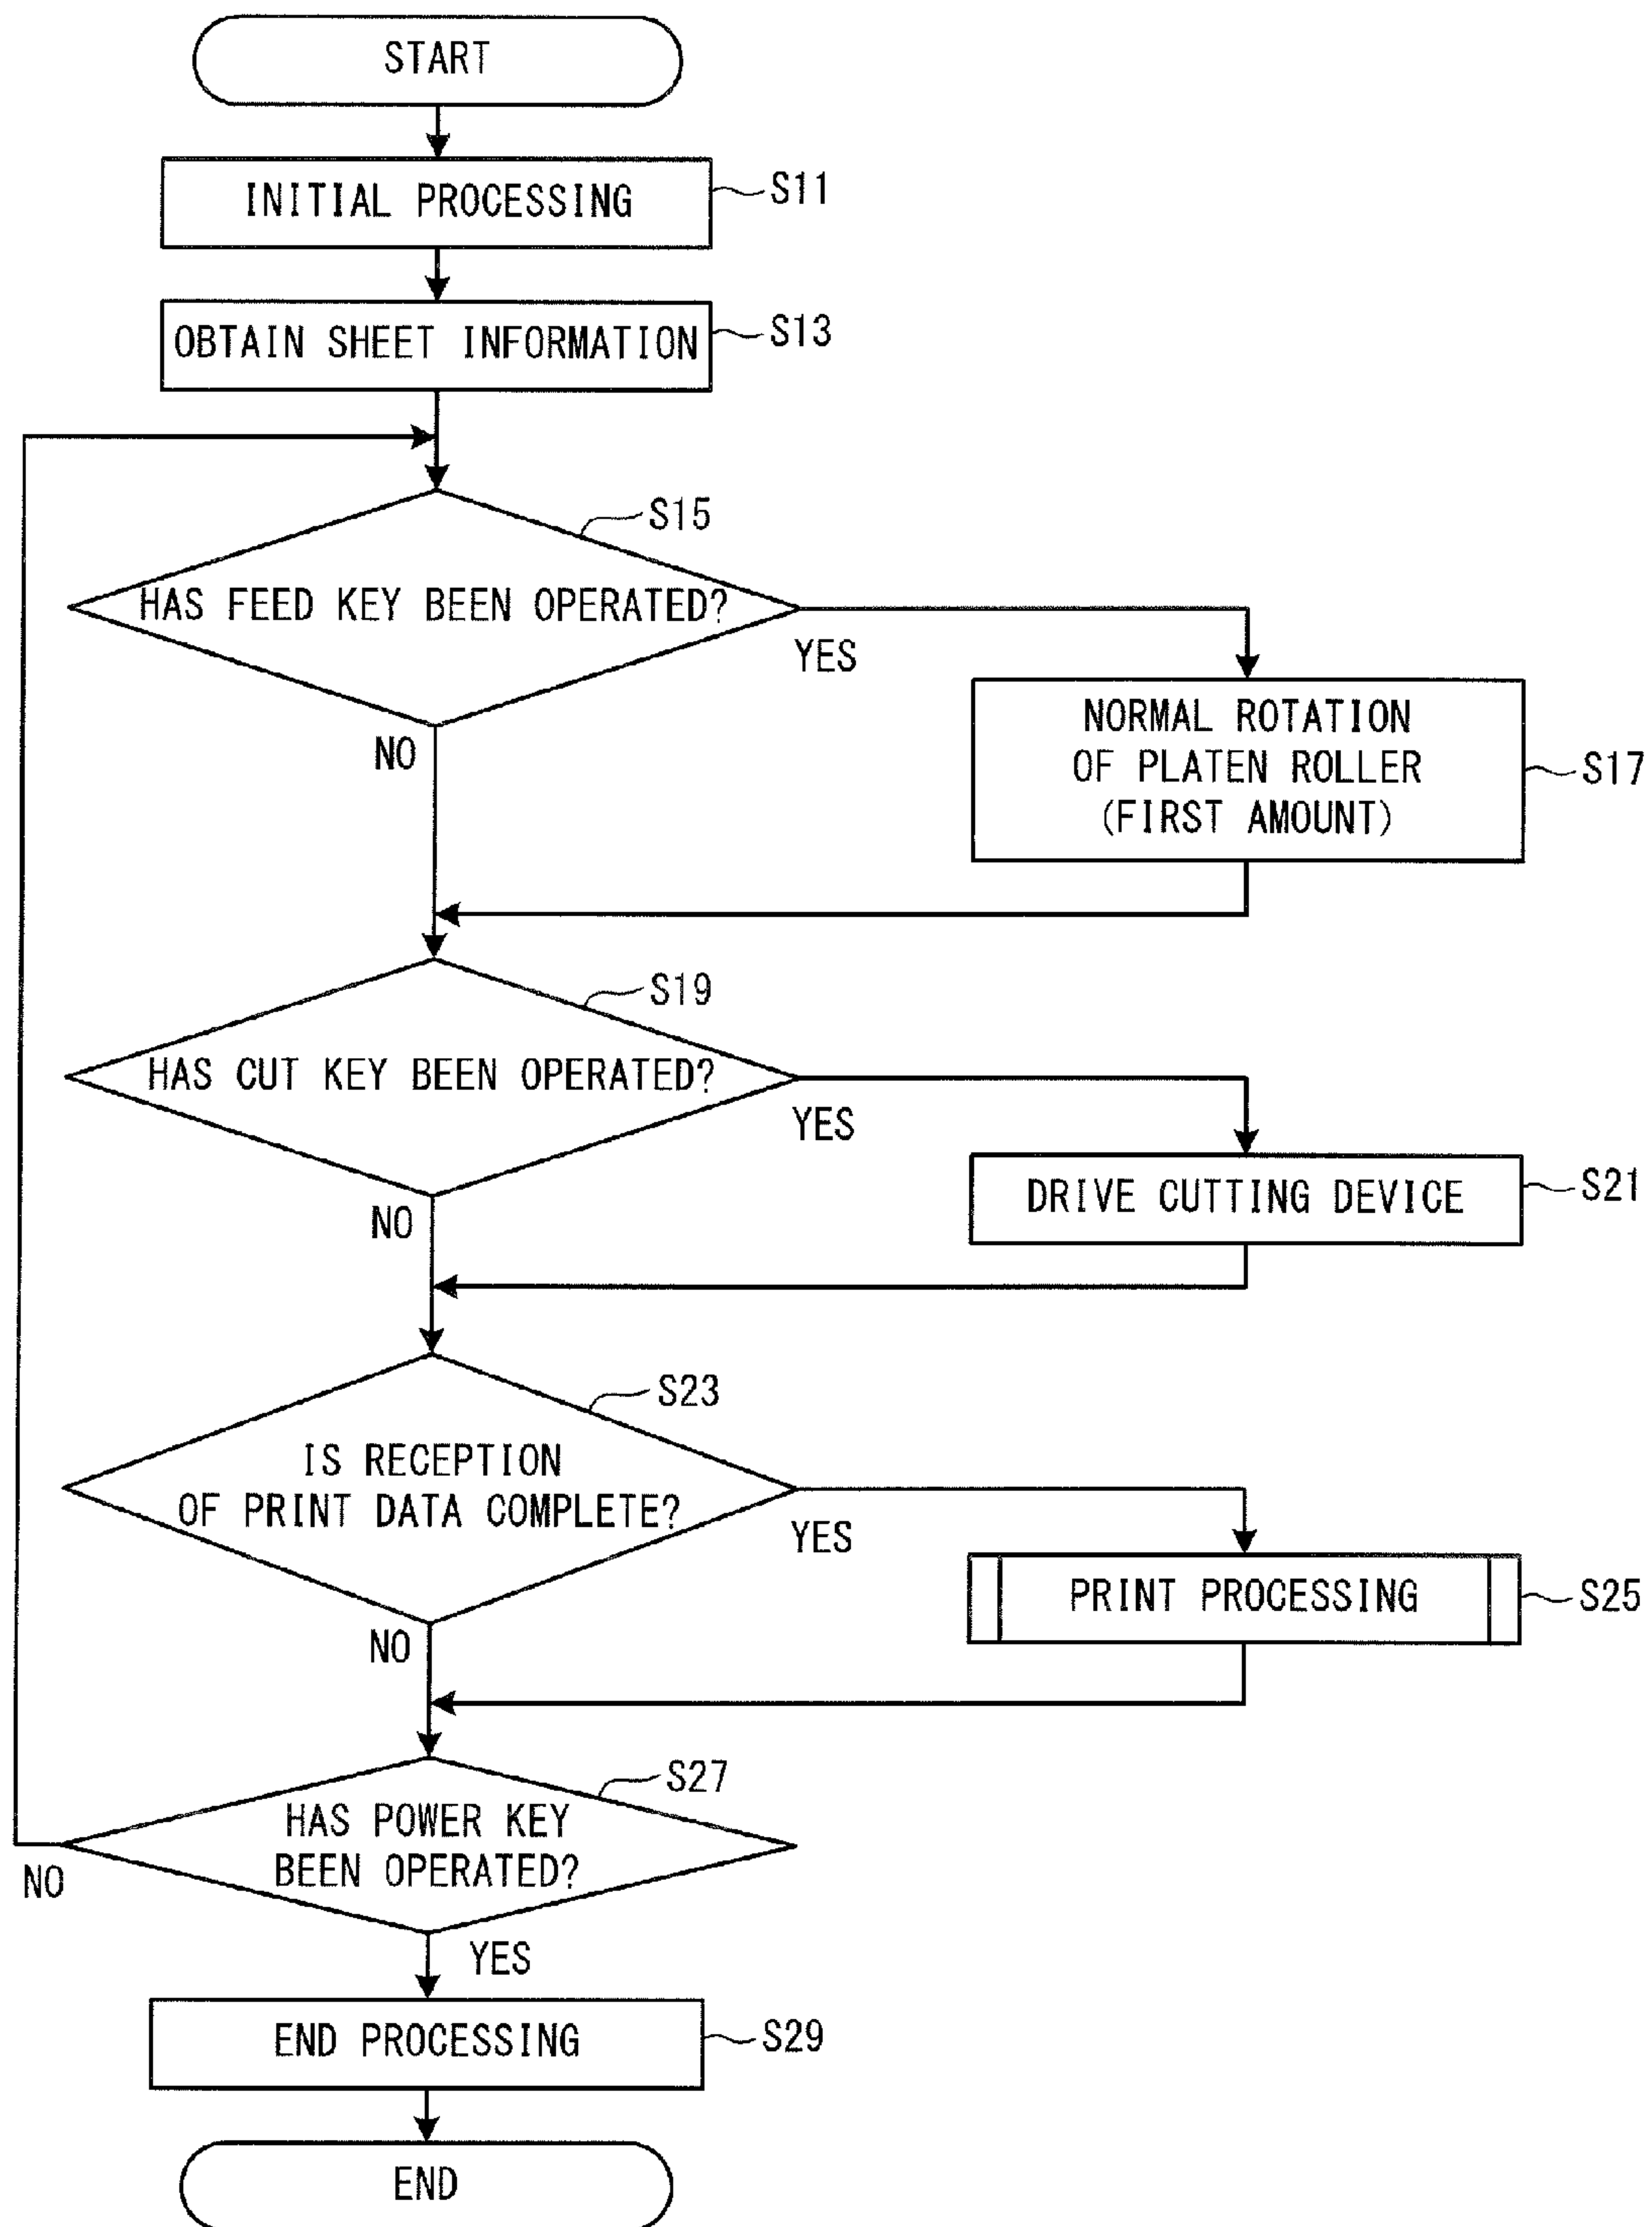 START
INITIAL PROCESSING
S11
OBTAIN SHEET INFORMATION
S13
S15
HAS FEED KEY BEEN OPERATED?
YES
NO
NORMAL ROTATION
OF PLATEN ROLLER
(FIRST AMOUNT)
S17
S19
HAS CUT KEY BEEN OPERATED?
YES
NO
DRIVE CUTTING DEVICE
S21
S23
IS RECEPTION
OF PRINT DATA COMPLETE?
YES
NO
PRINT PROCESSING
S25
S27
HAS POWER KEY
BEEN OPERATED?
NO
YES
END PROCESSING
S29
END